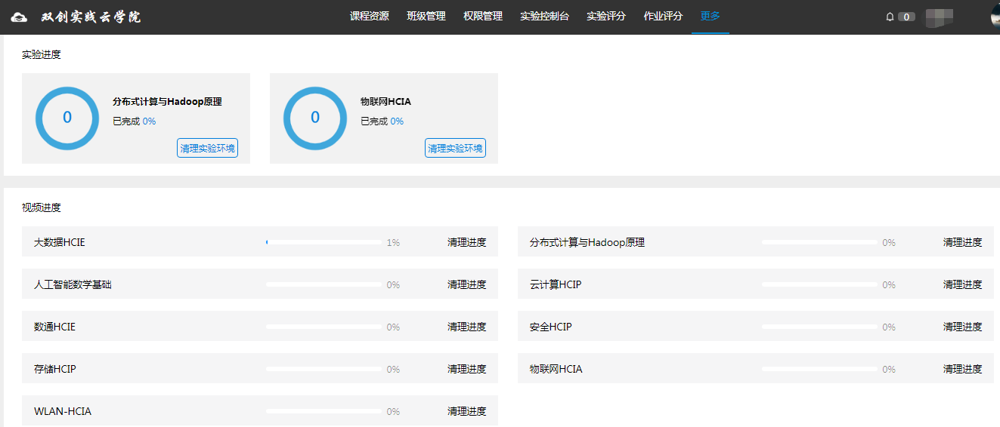 双创实践云学院 课程资源 班级管理 权限管理 实验控制台 实验评分 作业评分 更多 0
实验进度
0 分布式计算与Hadoop原理
已完成 0%
清理实验环境
0 物联网HCIA
已完成 0%
清理实验环境
视频进度
大数据HCIE 1% 清理进度
分布式计算与Hadoop原理 0% 清理进度
人工智能数学基础 0% 清理进度
云计算HCIP 0% 清理进度
数通HCIE 0% 清理进度
安全HCIP 0% 清理进度
存储HCIP 0% 清理进度
物联网HCIA 0% 清理进度
WLAN-HCIA 0% 清理进度